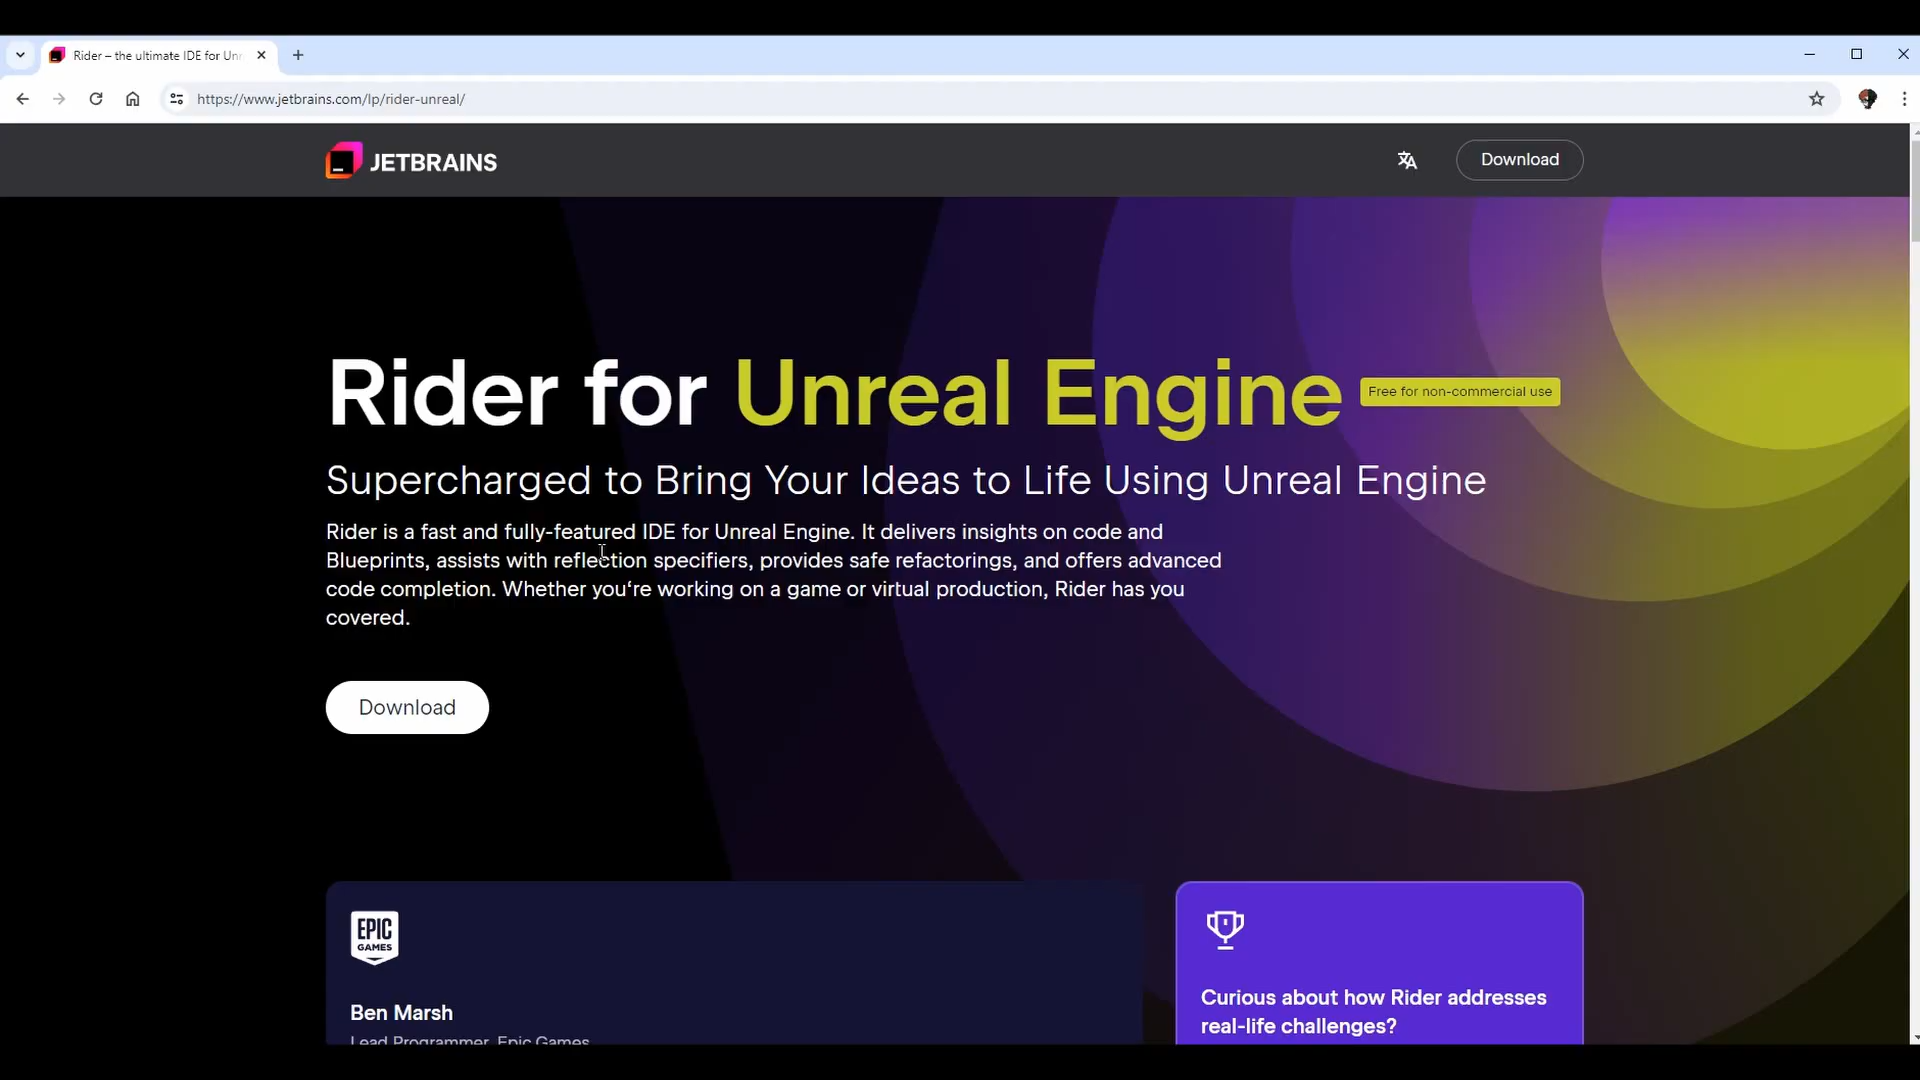 Rider – the ultimate IDE for Unr
https://www.jetbrains.com/lp/rider-unreal/
JETBRAINS
Download
Rider for Unreal Engine
Free for non-commercial use
Supercharged to Bring Your Ideas to Life Using Unreal Engine
Rider is a fast and fully-featured IDE for Unreal Engine. It delivers insights on code and
Blueprints, assists with reflection specifiers, provides safe refactorings, and offers advanced
code completion. Whether you‘re working on a game or virtual production, Rider has you
covered.
Download
EPIC
GAMES
Ben Marsh
Lead Programmer, Epic Games
Curious about how Rider addresses
real-life challenges?